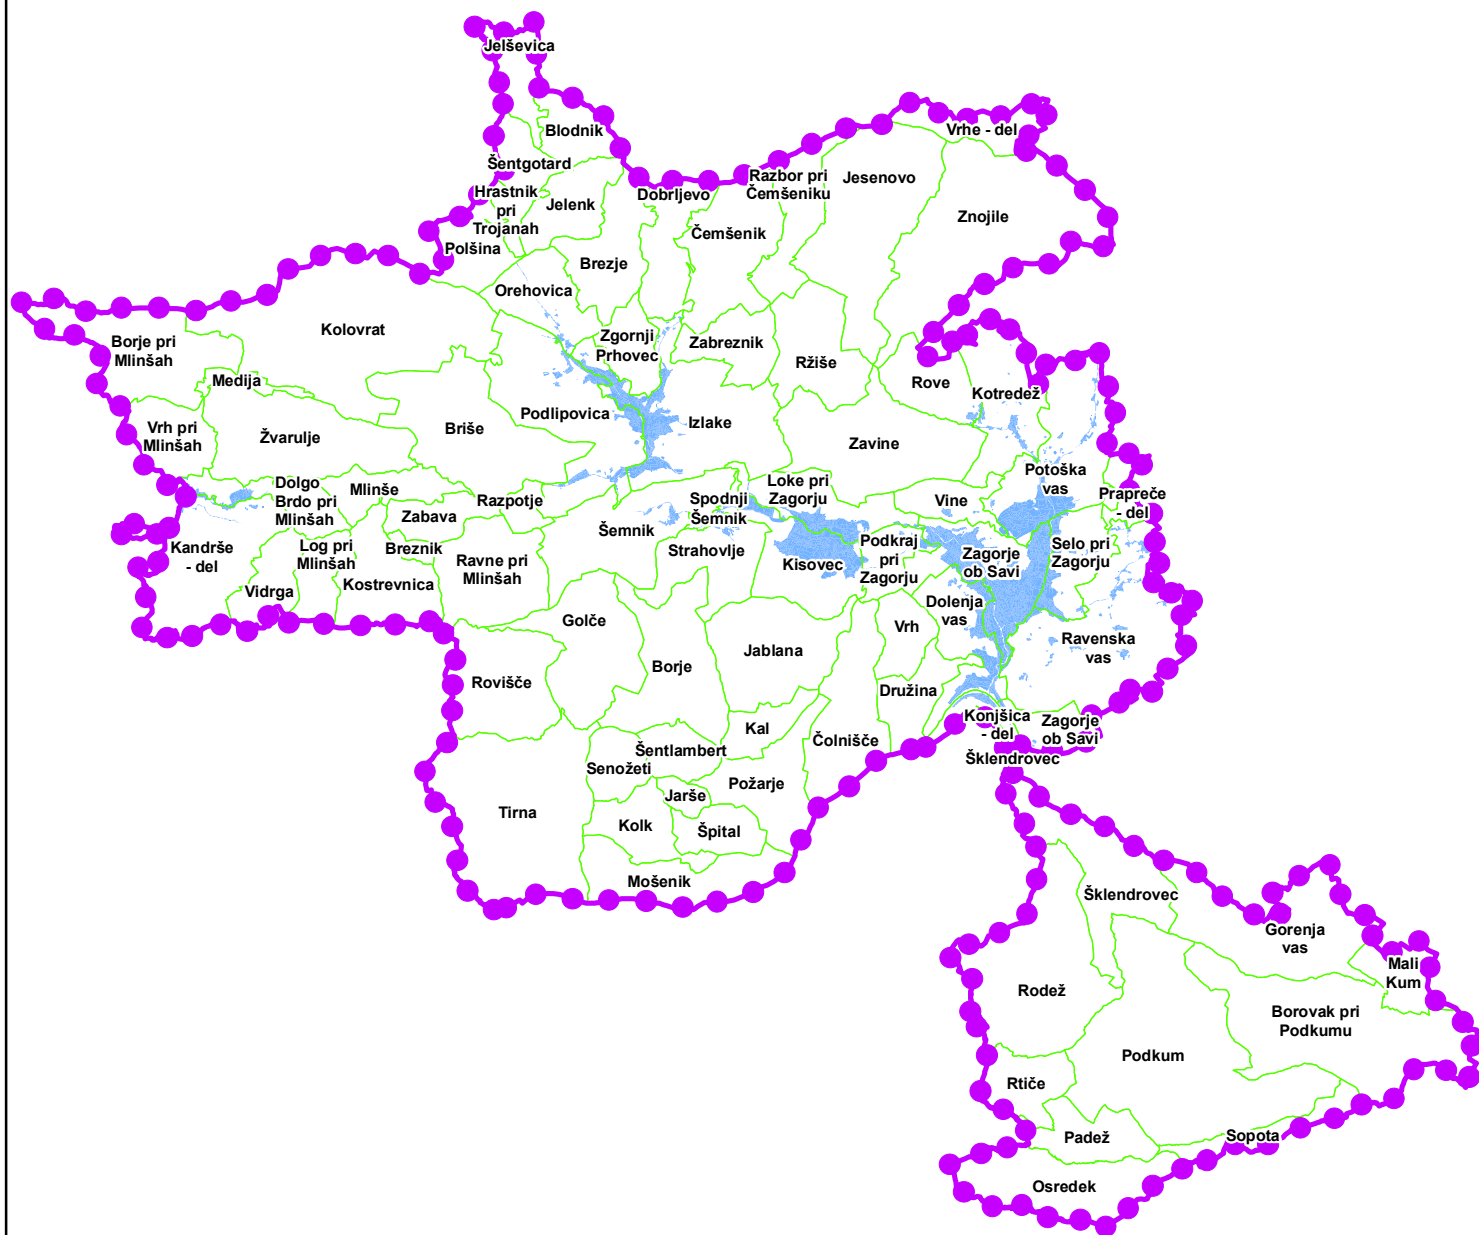 Jelševica
Blodnik
Vrhe - del
Šentgotard
Hrastnik
pri
Trojanah
Jelenk
Dobrljevo
Razbor pri
Čemšeniku
Jesenovo
Znojile
Polšina
Čemšenik
Brezje
Orehovica
Kolovrat
Borje pri
Mlinšah
Zgornji
Prhovec
Zabreznik
Ržiše
Medija
Rove
Kotredež
Podlipovica
Izlake
Vrh pri
Mlinšah
Žvarulje
Briše
Zavine
Dolgo
Brdo pri
Mlinšah
Mlinše
Razpotje
Zabava
Spodnji
Šemnik
Loke pri
Zagorju
Vine
Potoška
vas
Prapreče
- del
Šemnik
Kandrše
- del
Log pri
Mlinšah
Breznik
Ravne pri
Mlinšah
Strahovlje
Kisovec
Podkraj
pri
Zagorju
Zagorje
ob Savi
Selo pri
Zagorju
Vidrga
Kostrevnica
Dolenja
vas
Golče
Vrh
Ravenska
vas
Jablana
Borje
Rovišče
Družina
Kal
Čolnišče
Konjšica
- del
Zagorje
ob Savi
Šentlambert
Senožeti
Šklendrovec
Požarje
Jarše
Tirna
Kolk
Špital
Mošenik
Šklendrovec
Gorenja
vas
Mali
Kum
Rodež
Borovak pri
Podkumu
Podkum
Rtiče
Padež
Sopota
Osredek